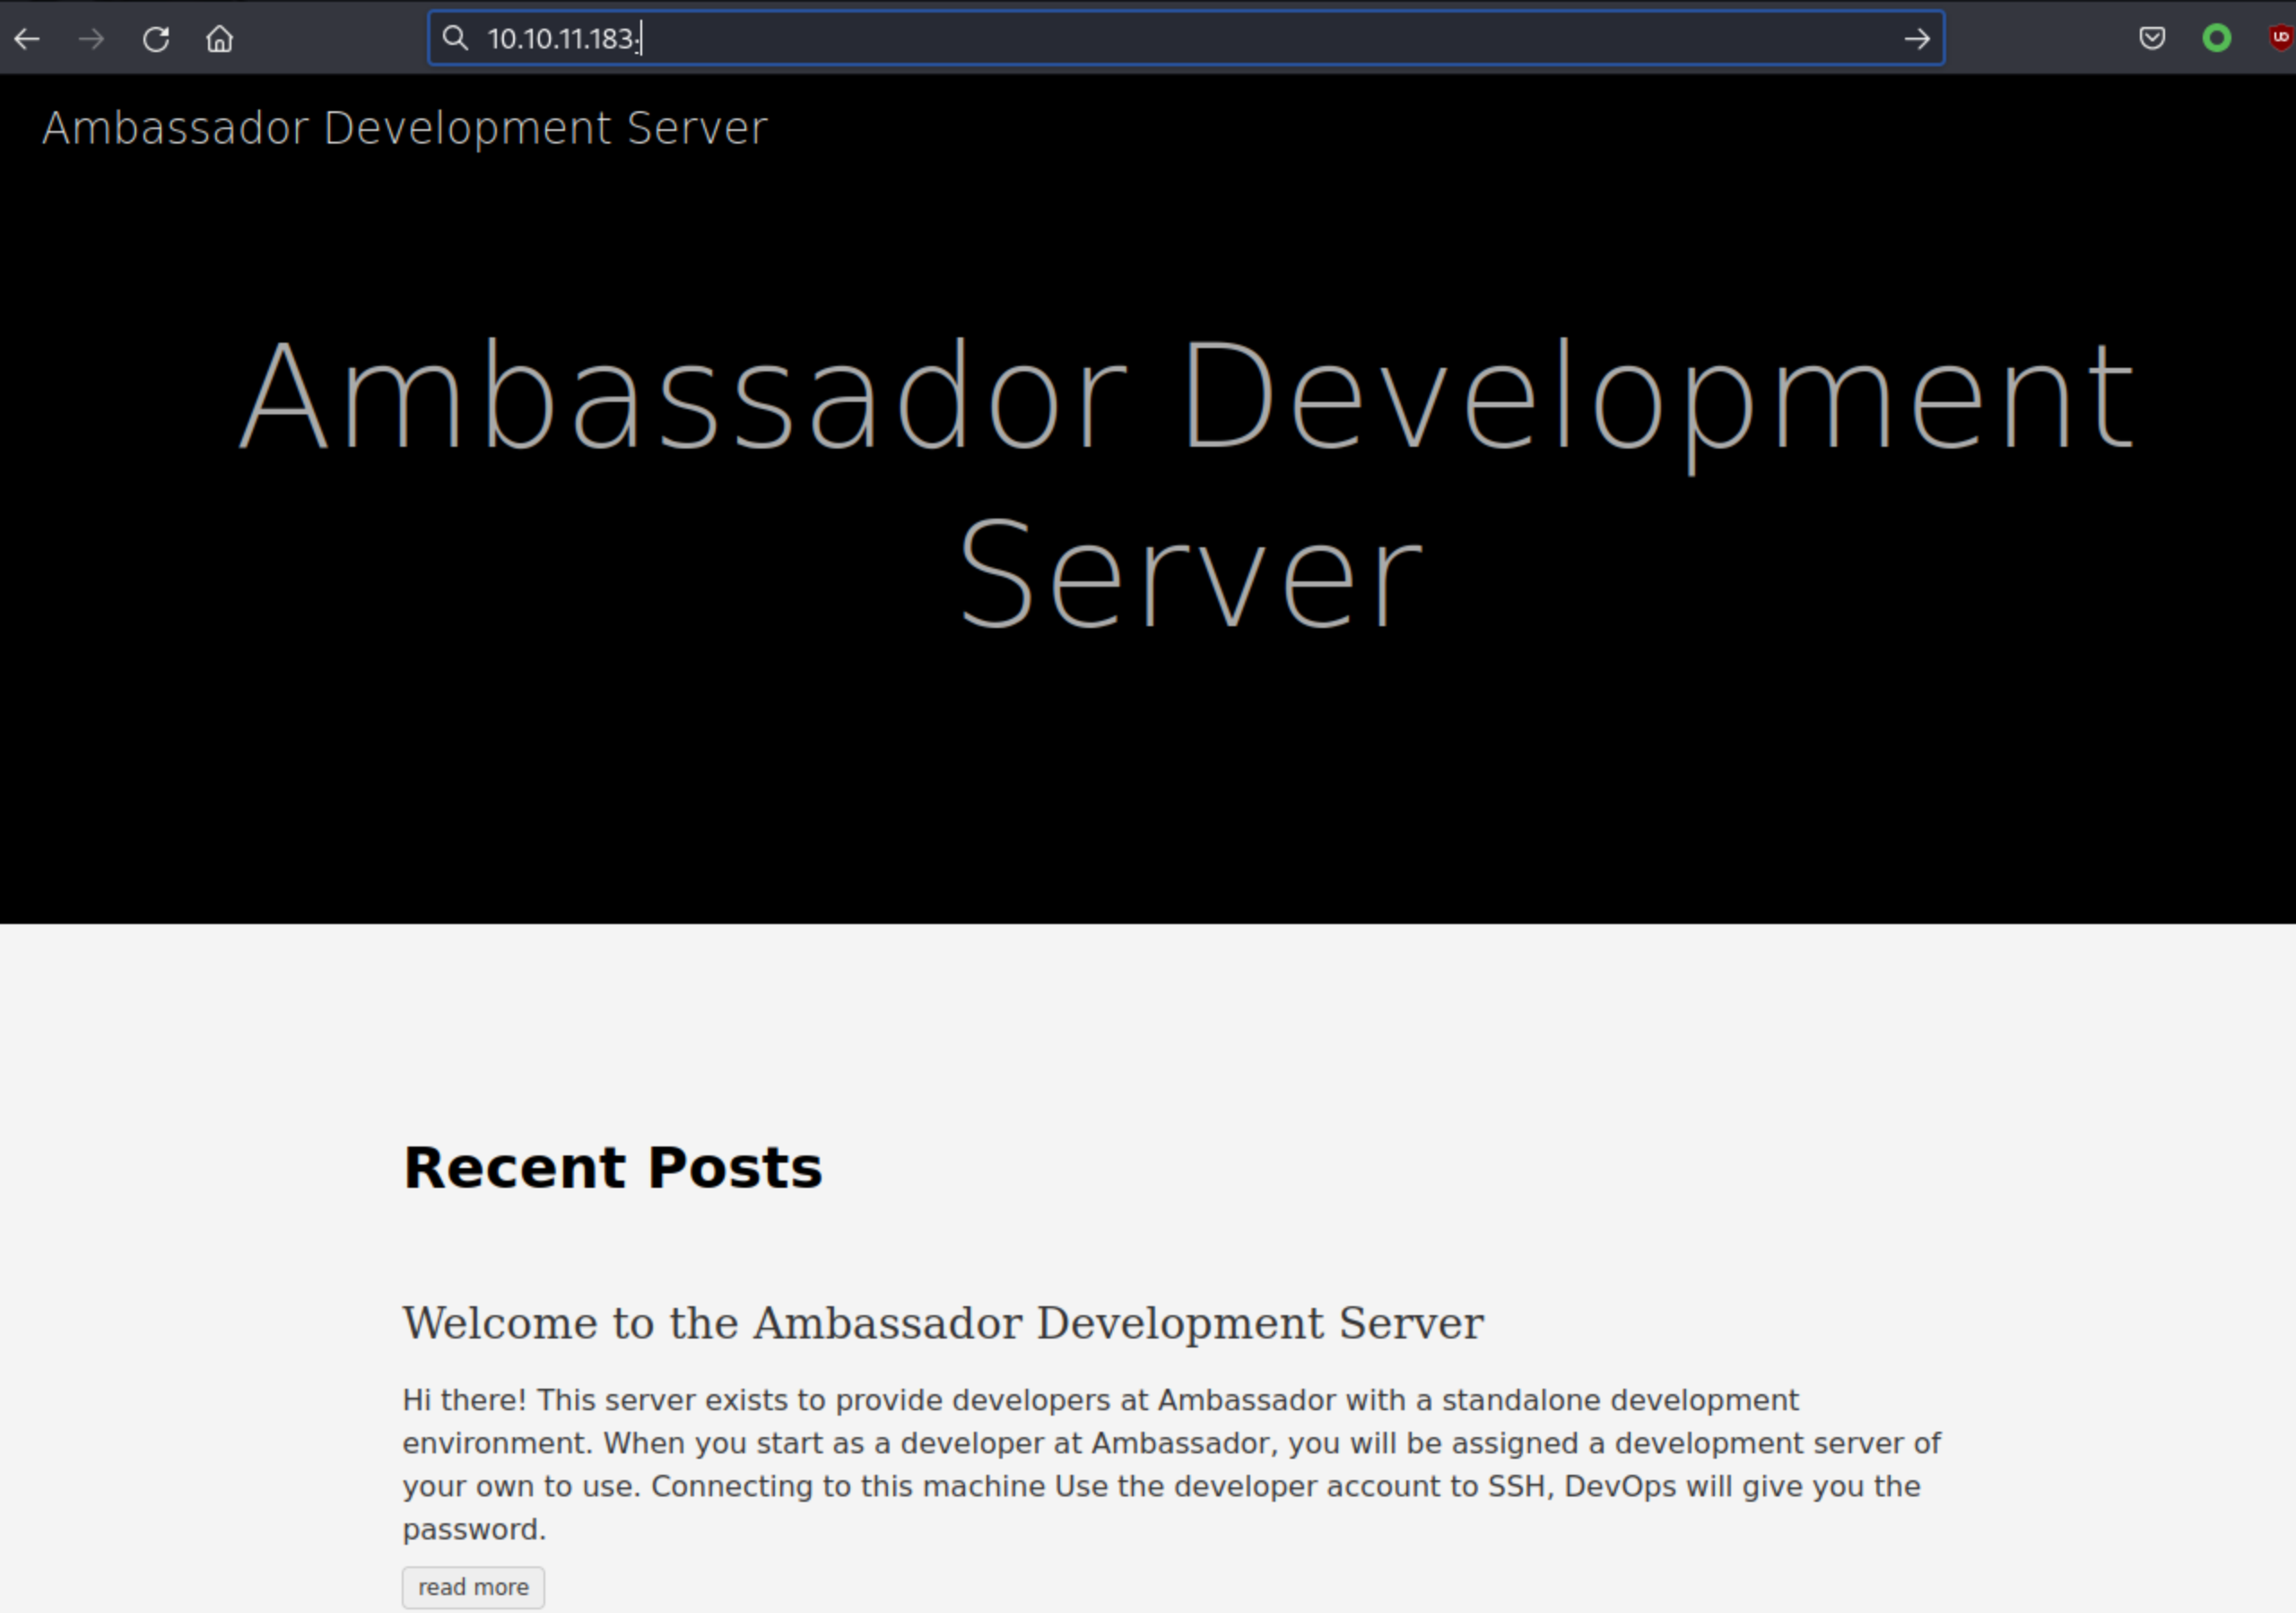 10.10.11.183:
Ambassador Development Server
Ambassador Development
Server
Recent Posts
Welcome to the Ambassador Development Server
Hi there! This server exists to provide developers at Ambassador with a standalone development
environment. When you start as a developer at Ambassador, you will be assigned a development server of
your own to use. Connecting to this machine Use the developer account to SSH, DevOps will give you the
password.
read more